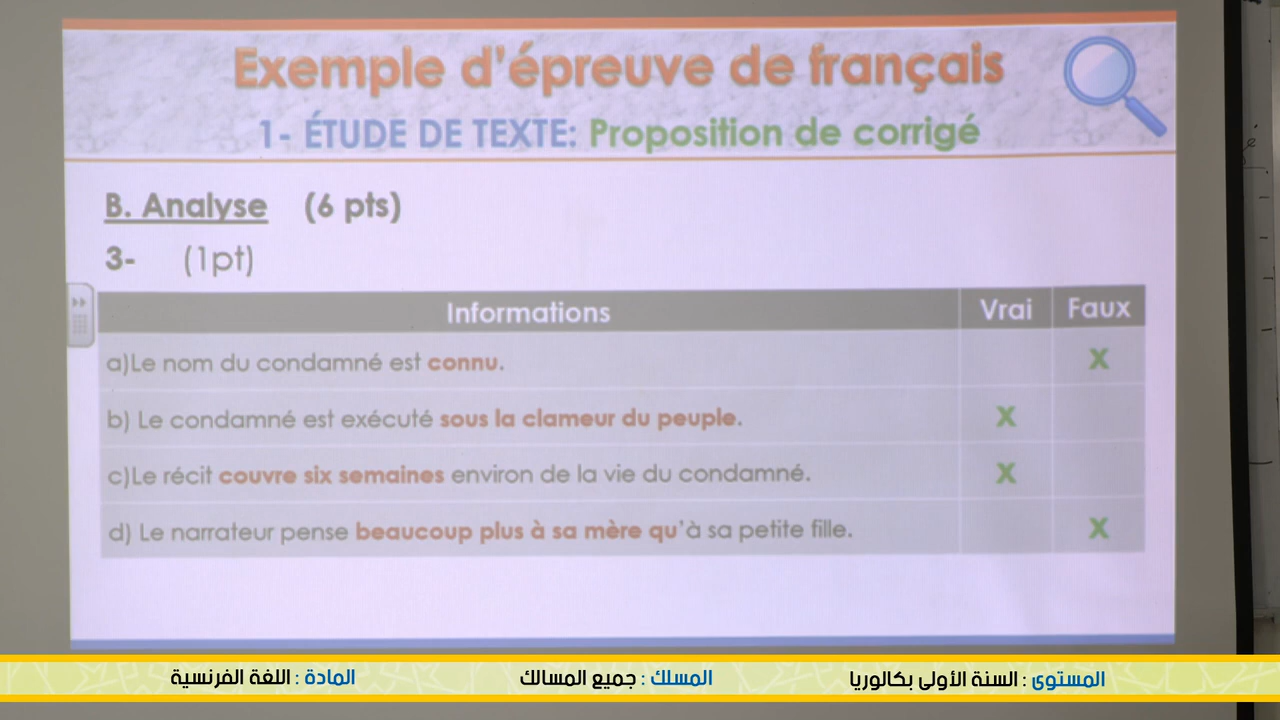 Exemple d'épreuve de français
1- ÉTUDE DE TEXTE: Proposition de corrigé
B. Analyse (6 pts)
3- (1pt)
Informations Vrai Faux
a)Le nom du condamné est connu. X
b) Le condamné est exécuté sous la clameur du peuple. X
c)Le récit couvre six semaines environ de la vie du condamné. X
d) Le narrateur pense beaucoup plus à sa mère qu'à sa petite fille. X
المستوى : السنة الأولى بكالوريا المسلك : جميع المسالك المادة : اللغة الفرنسية